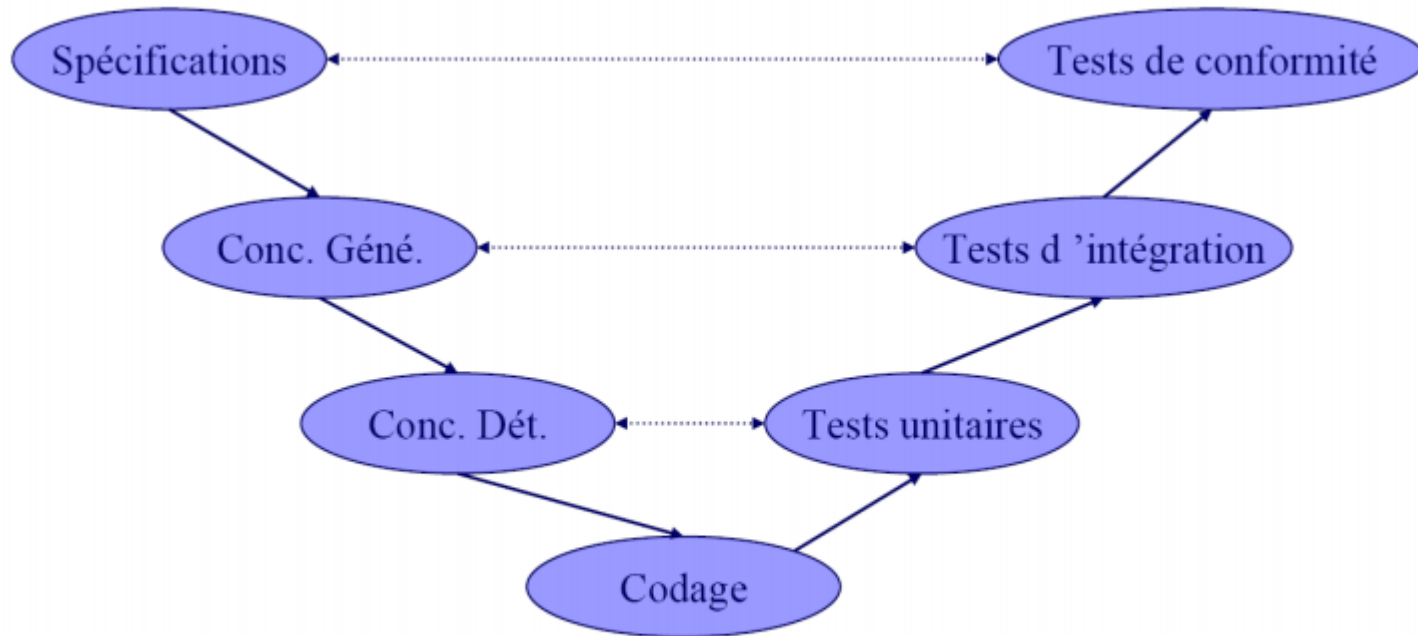 Spécifications
Tests de conformité
Conc. Géné.
Tests d ’intégration
Conc. Dét.
Tests unitaires
Codage